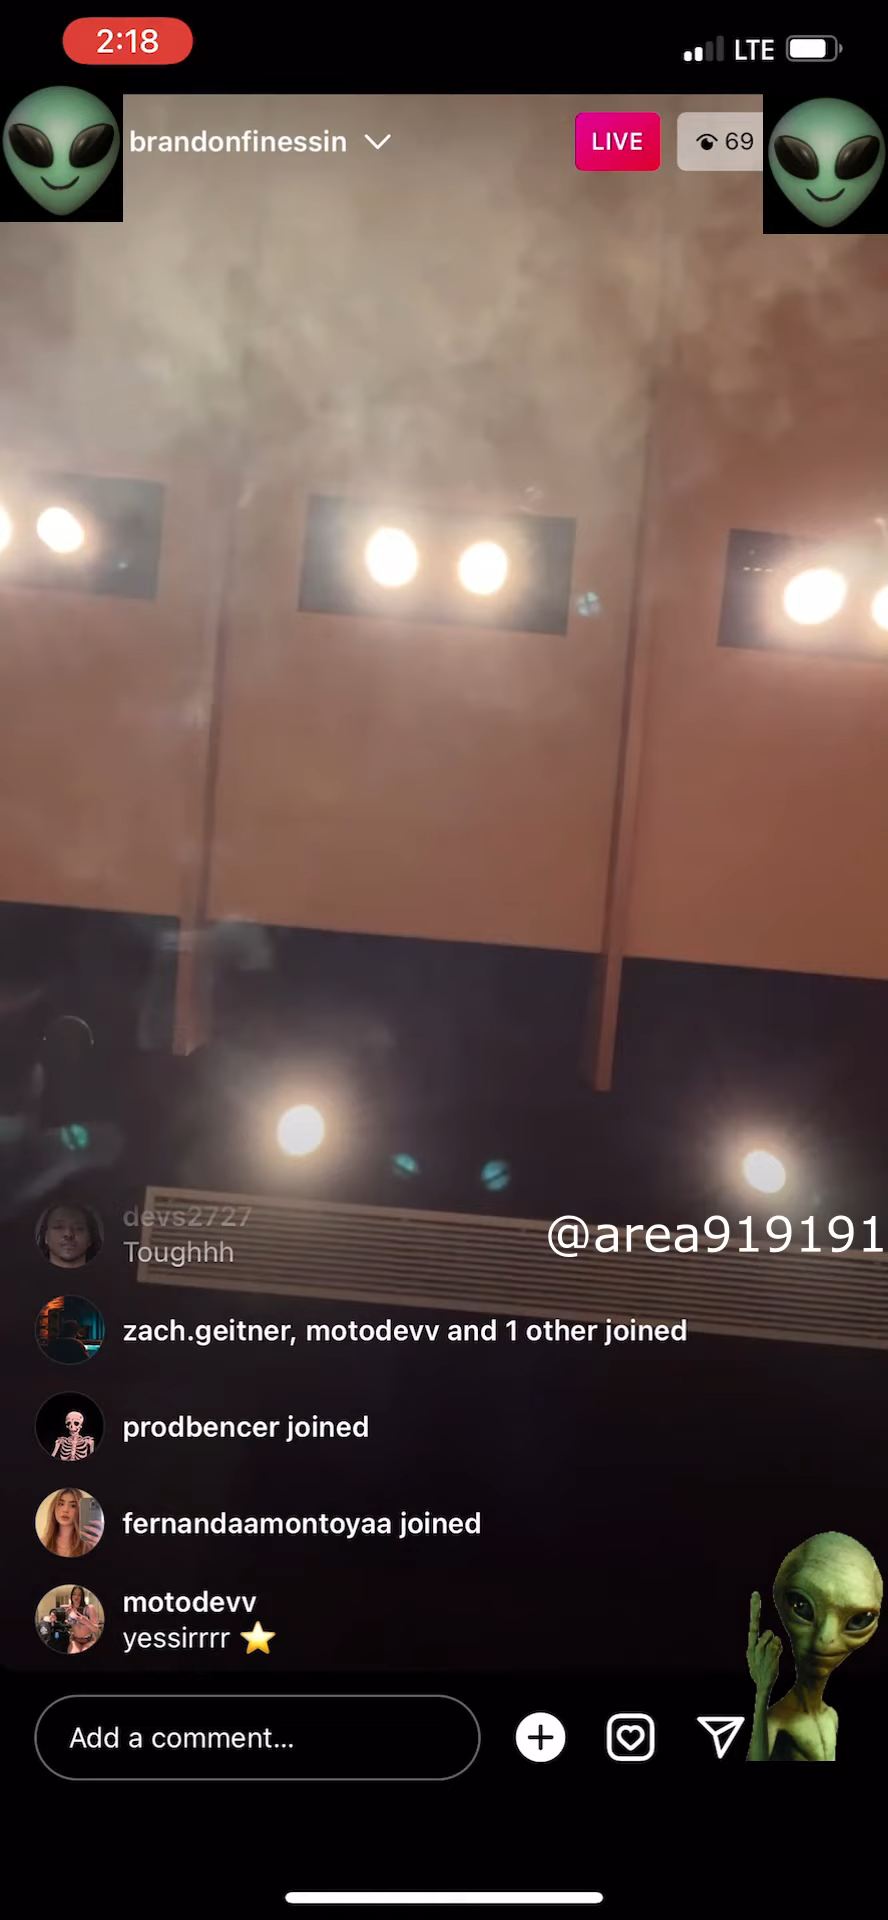 2:18
LTE
brandonfinessin
LIVE
69
devs2727
Toughhh
@area919191
zach.geitner, motodevv and 1 other joined
prodbencer joined
fernandaamontoyaa joined
motodevv
yessirrrr ⭐
Add a comment...